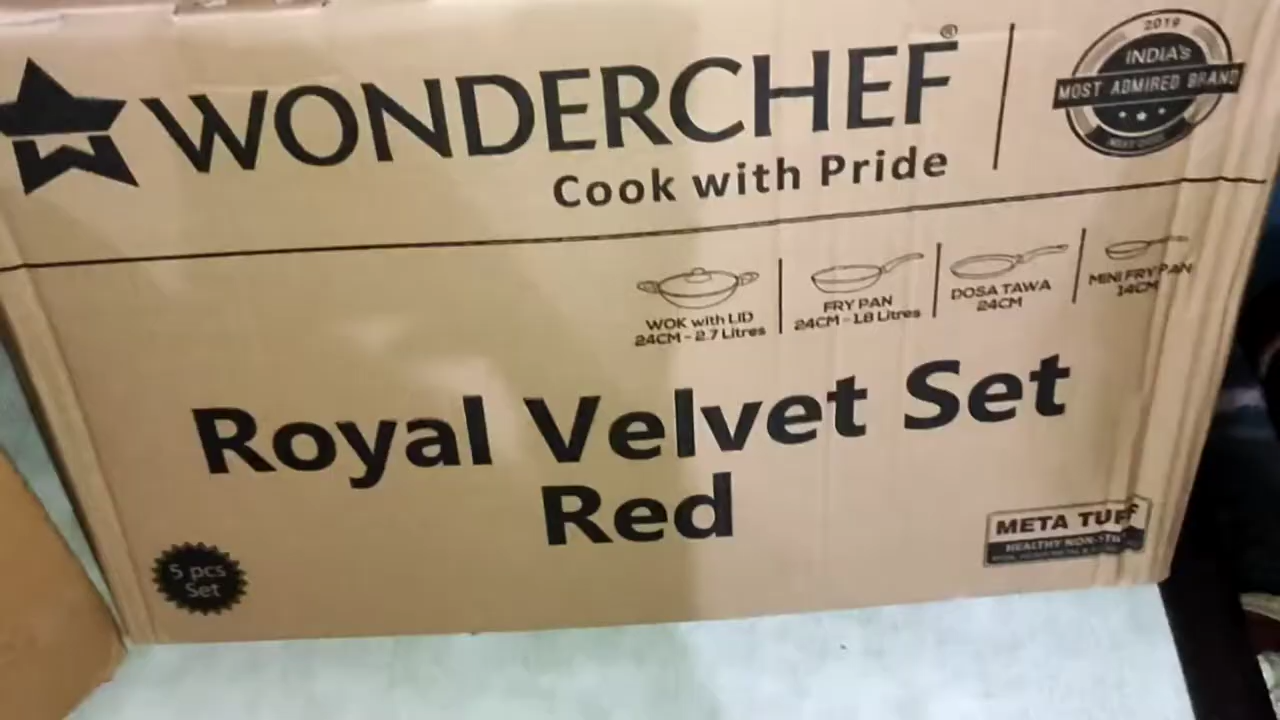 WONDERCHEF®
Cook with Pride
2019
INDIA's
MOST ADMIRED BRAND
WOK with LID
24CM - 2.7 Litres
FRY PAN
24CM - 1.8 Litres
DOSA TAWA
24CM
MINI FRY PAN
14CM
Royal Velvet Set
Red
5 pcs
Set
META TUFF
HEALTHY